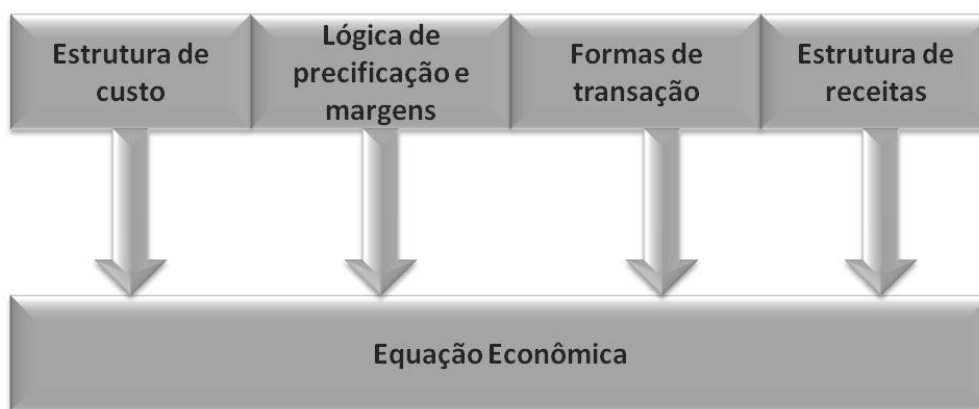 Estrutura de
custo
Lógica de
precificação e
margens
Formas de
transação
Estrutura de
receitas
Equação Econômica